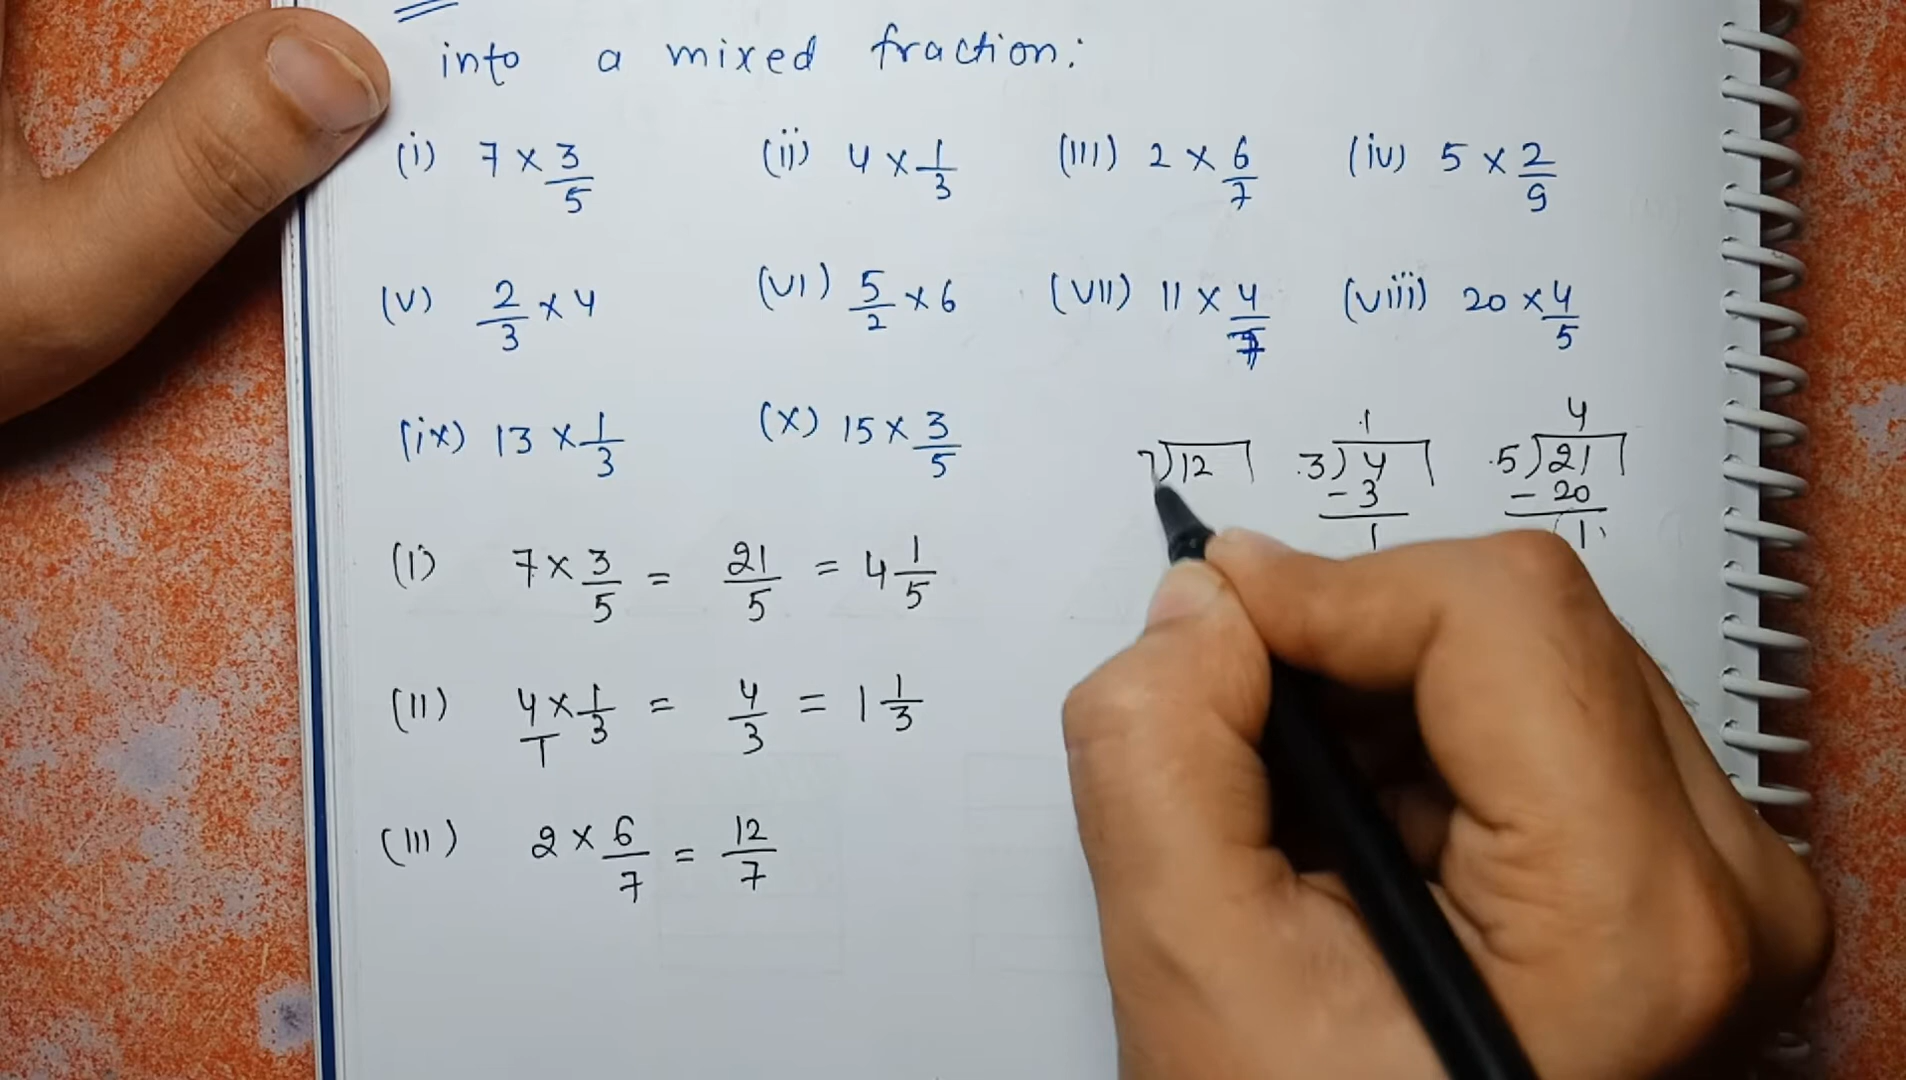 into a mixed fraction:
(i) 7 × 3/5 (ii) 4 × 1/3 (III) 2 × 6/7 (iv) 5 × 2/9
(v) 2/3 × 4 (VI) 5/2 × 6 (VII) 11 × 4/7 (viii) 20 × 4/5
(ix) 13 × 1/3 (x) 15 × 3/5
7)12 3)4 1 -3 1 5)21 4 -20 1
(I) 7 × 3/5 = 21/5 = 4 1/5
(II) 4/1 × 1/3 = 4/3 = 1 1/3
(III) 2 × 6/7 = 12/7